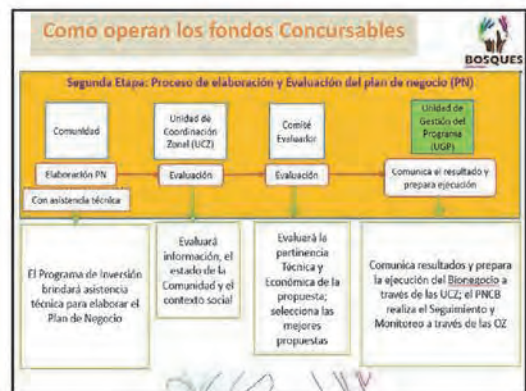 Como operan los fondos Concursables
BOSQUES
Segunda Etapa: Proceso de elaboración y Evaluación del plan de negocio (PN)
Comunidad
Unidad de
Coordinación
Zonal (UCZ)
Comité
Evaluador
Unidad de
Gestión del
Programa
(UGP)
Elaboración PN
Evaluación
Evaluación
Comunica el resultado y
prepara ejecución
Con asistencia técnica
El Programa de Inversión
brindará asistencia
técnica para elaborar el
Plan de Negocio
Evaluará
información, el
estado de la
Comunidad y el
contexto social
Evaluará la
pertinencia
Técnica y
Económica de la
propuesta;
selecciona las
mejores
propuestas
Comunica resultados y prepara
la ejecución del Bionegocio a
través de las UCZ; el PNCB
realiza el Seguimiento y
Monitoreo a través de las OZ